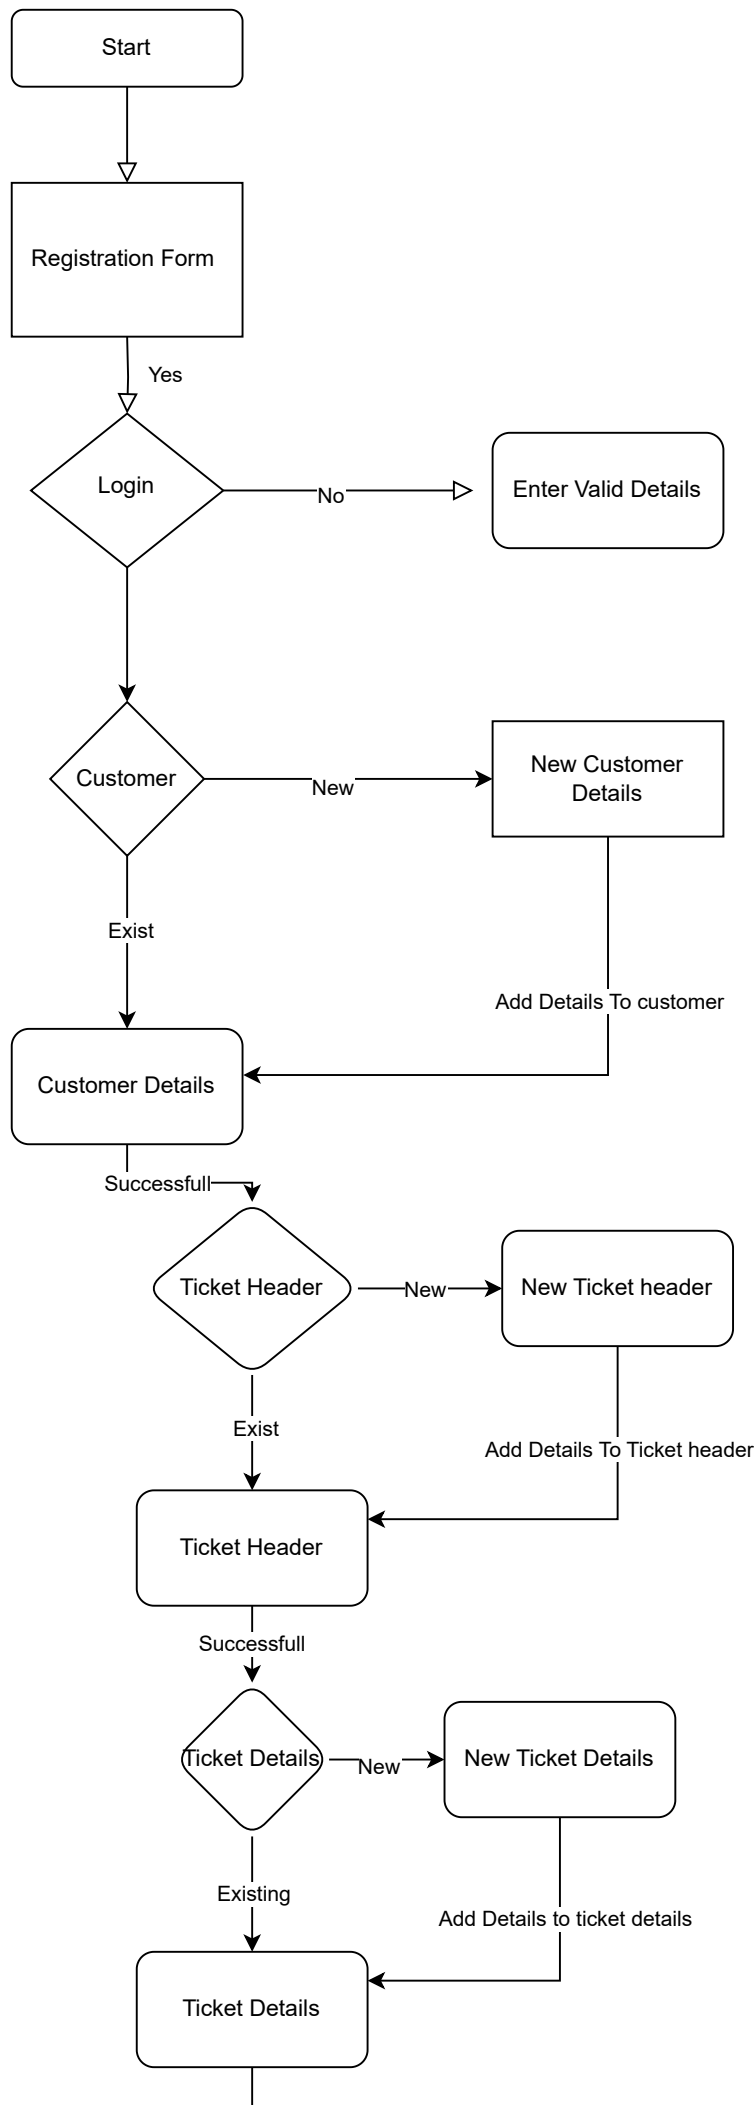 Start
Registration Form
Yes
Login
No
Enter Valid Details
Customer
New
New Customer
Details
Exist
Add Details To customer
Customer Details
Successfull
Ticket Header
New
New Ticket header
Exist
Add Details To Ticket header
Ticket Header
Successfull
Ticket Details
New
New Ticket Details
Existing
Add Details to ticket details
Ticket Details